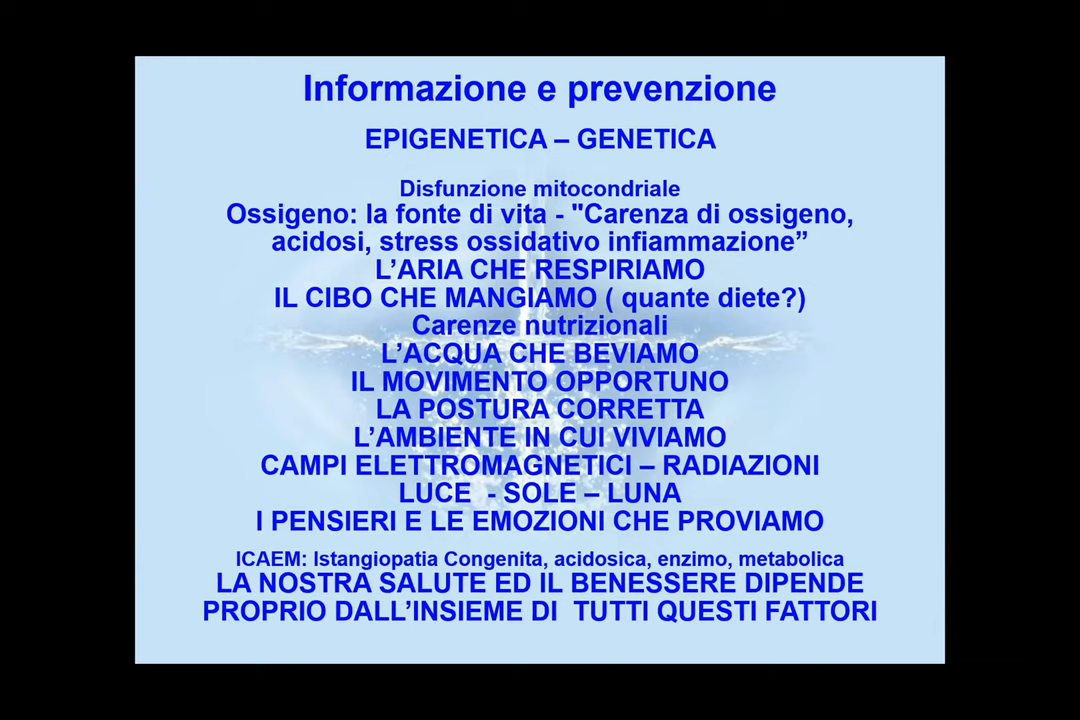 Informazione e prevenzione
EPIGENETICA – GENETICA
Disfunzione mitocondriale
Ossigeno: la fonte di vita - "Carenza di ossigeno,
acidosi, stress ossidativo infiammazione”
L’ARIA CHE RESPIRIAMO
IL CIBO CHE MANGIAMO ( quante diete?)
Carenze nutrizionali
L’ACQUA CHE BEVIAMO
IL MOVIMENTO OPPORTUNO
LA POSTURA CORRETTA
L’AMBIENTE IN CUI VIVIAMO
CAMPI ELETTROMAGNETICI – RADIAZIONI
LUCE - SOLE – LUNA
I PENSIERI E LE EMOZIONI CHE PROVIAMO
ICAEM: Istangiopatia Congenita, acidosica, enzimo, metabolica
LA NOSTRA SALUTE ED IL BENESSERE DIPENDE
PROPRIO DALL’INSIEME DI TUTTI QUESTI FATTORI